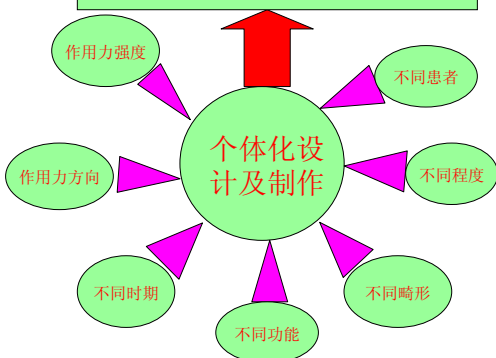 作用力强度
不同患者
个体化设
计及制作
作用力方向
不同程度
不同时期
不同畸形
不同功能